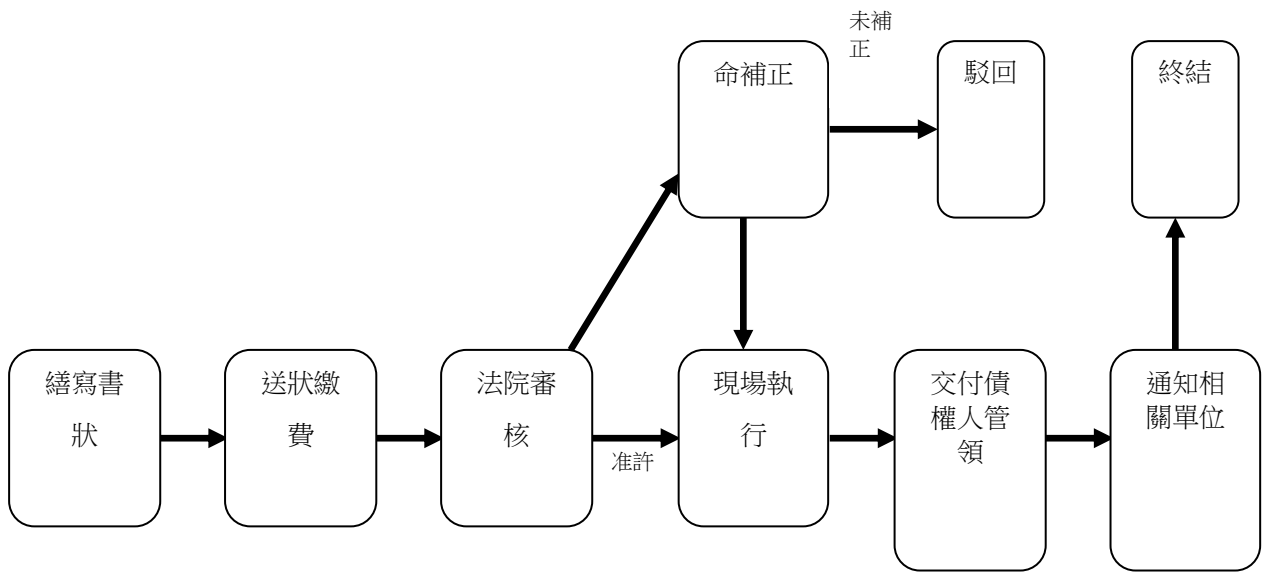 未補
正
命補正
駁回
終結
繕寫書
狀
送狀繳
費
法院審
核
准許
現場執
行
交付債
權人管
領
通知相
關單位